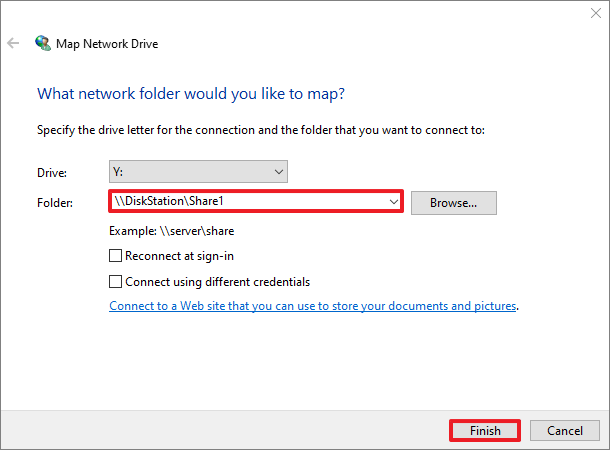 Map Network Drive
What network folder would you like to map?
Specify the drive letter for the connection and the folder that you want to connect to:
Drive: Y:
Folder: \\DiskStation\Share1 Browse...
Example: \\server\share
Reconnect at sign-in
Connect using different credentials
Connect to a Web site that you can use to store your documents and pictures.
Finish Cancel